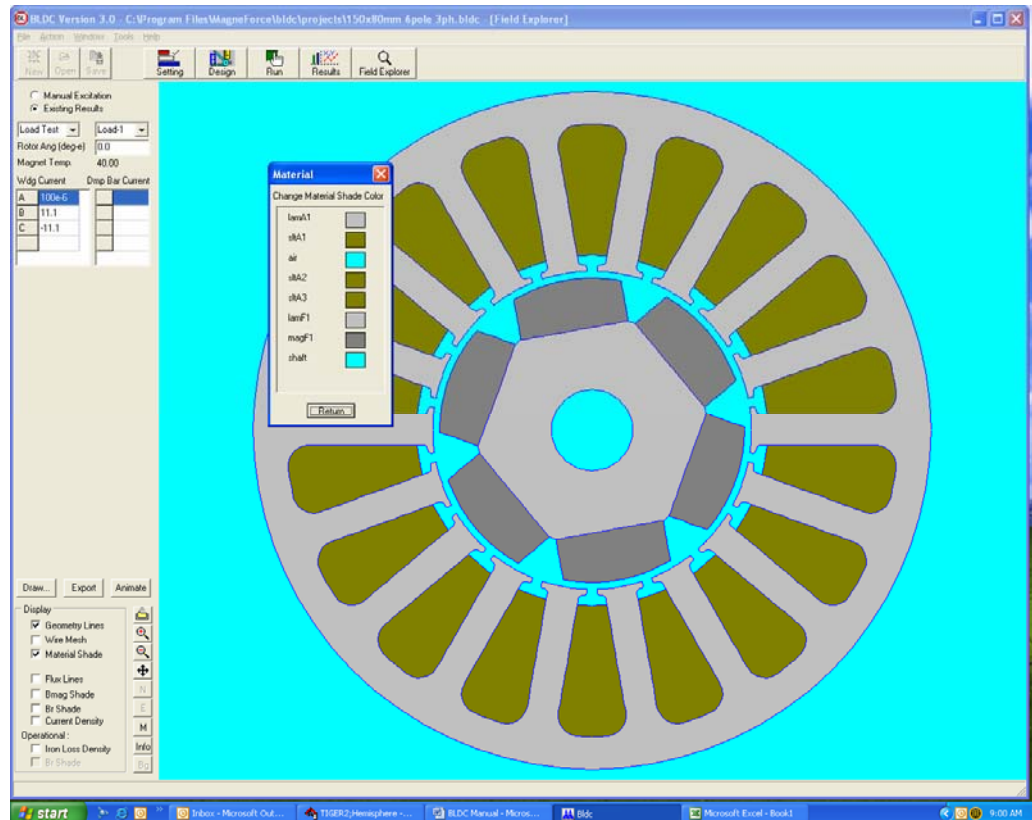 BLDC Version 3.0 - C:\Program Files\MagneForce\bldc\projects\150x80mm 6pole 3ph.bldc - [Field Explorer]
File Action Window Tools Help
New Open Save Setting Design Run Results Field Explorer
Manual Excitation
Existing Results
Load Test Load-1
Rotor Ang (deg-e) 0.0
Magnet Temp. 40.00
Wdg Current Dmp Bar Current
A 100e-6
B 11.1
C -11.1
Material
Change Material Shade Color
lamA1
sltA1
air
sltA2
sltA3
lamF1
magF1
shaft
Return
Draw... Export Animate
Display
Geometry Lines
Wire Mesh
Material Shade
Flux Lines
Bmag Shade
Br Shade
Current Density
Operational :
Iron Loss Density
Br Shade
N
E
M
Info
Bg
start
Inbox - Microsoft Out...
TIGER2;Hemisphere - ...
BLDC Manual - Micros...
Bldc
Microsoft Excel - Book1
9:00 AM